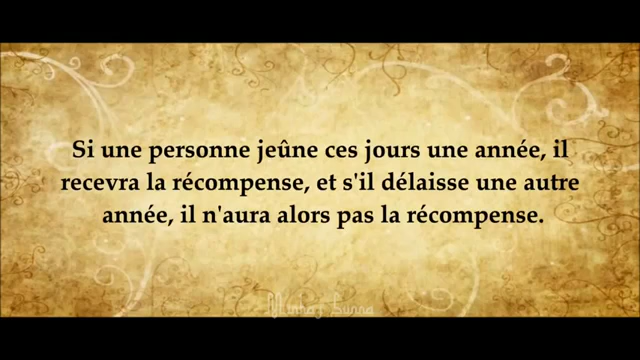 Si une personne jeûne ces jours une année, il
recevra la récompense, et s'il délaisse une autre
année, il n'aura alors pas la récompense.